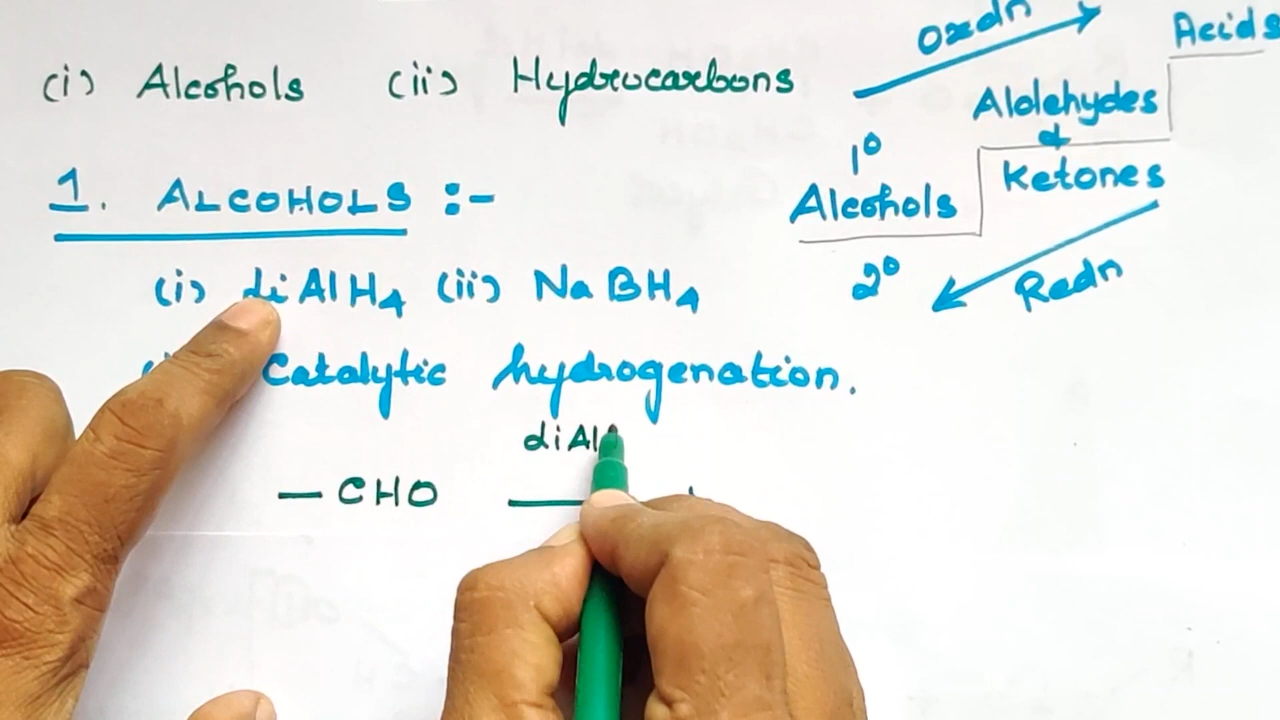 (i) Alcohols (ii) Hydrocarbons
Oxdn
Acids
Aldehydes
&
Ketones
1°
Alcohols
2°
Redn
1. ALCOHOLS :-
(i) LiAlH4 (ii) NaBH4
Catalytic hydrogenation.
LiAl
— CHO